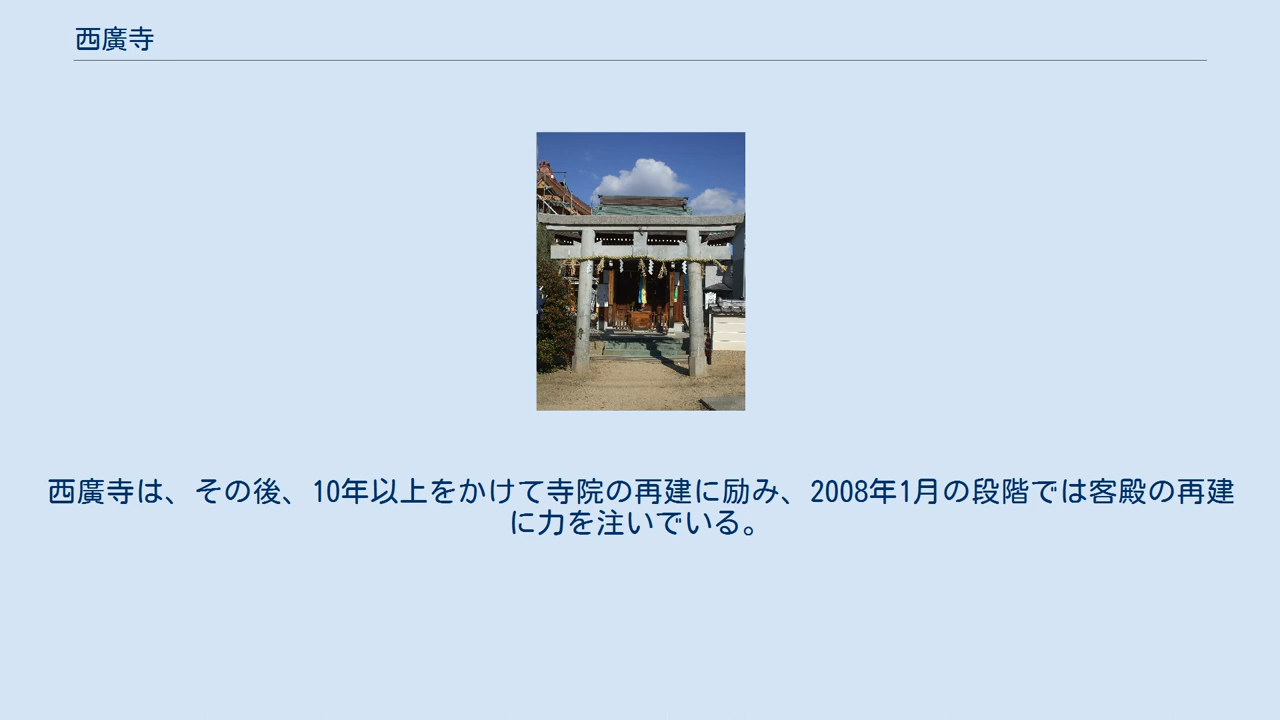 西廣寺
西廣寺は、その後、10年以上をかけて寺院の再建に励み、2008年1月の段階では客殿の再建
に力を注いでいる。